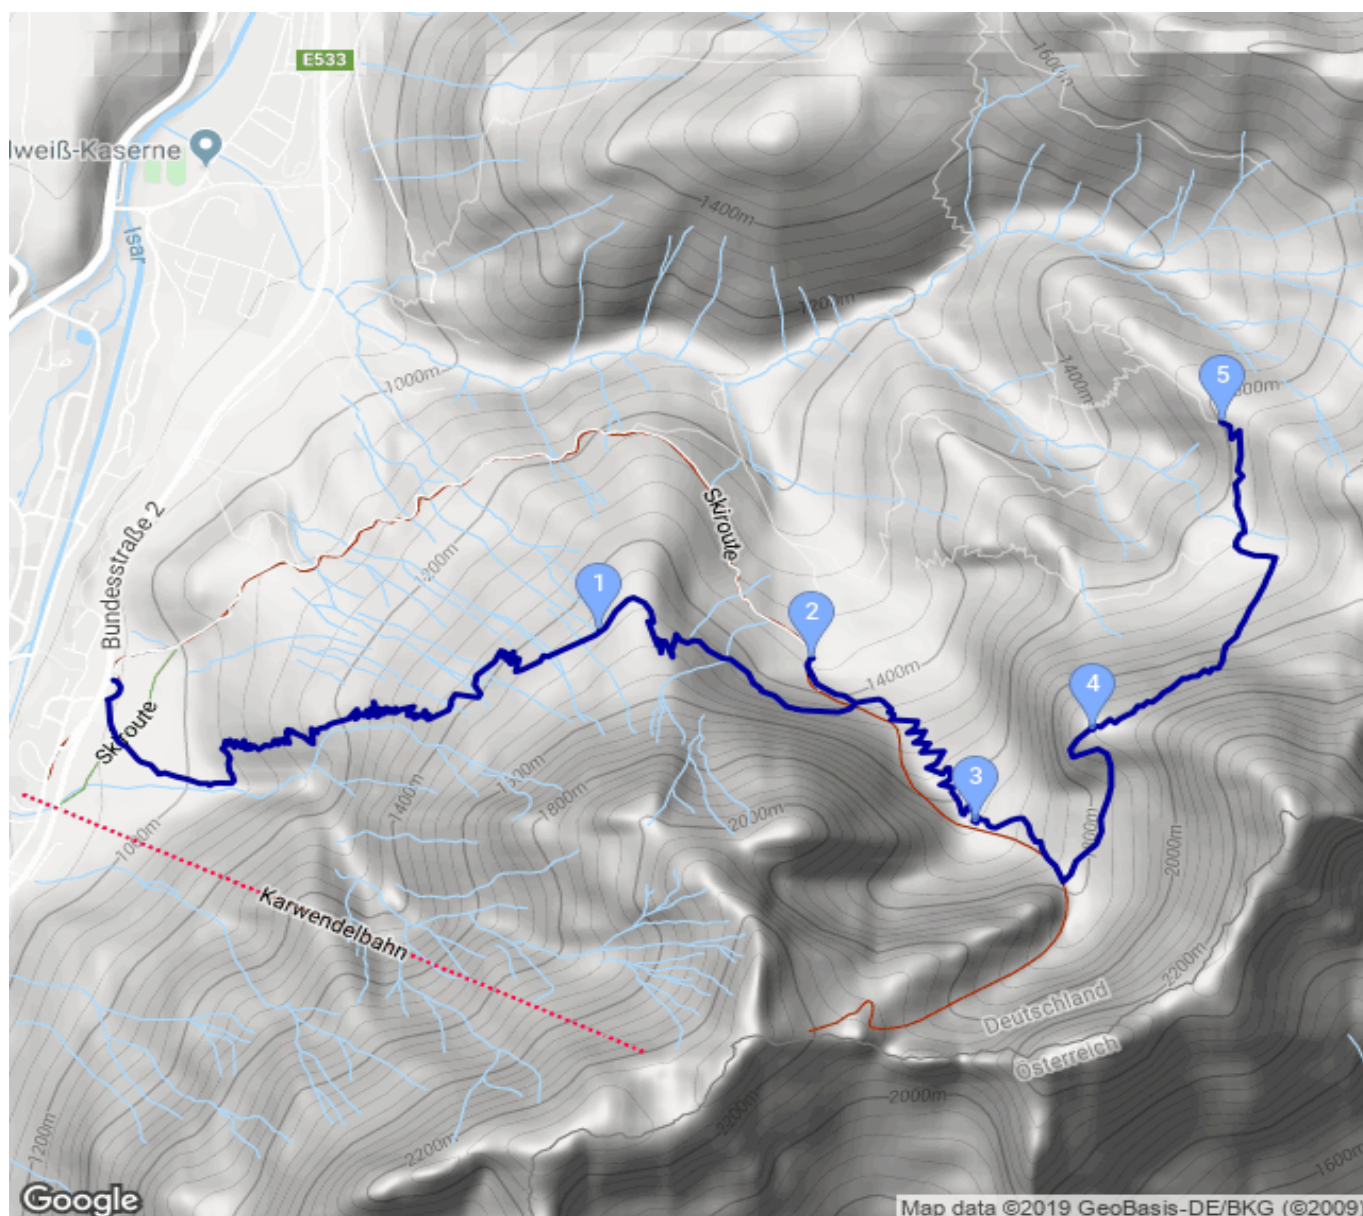 E533
1600m
lweiß-Kaserne
1400m
Isar
1200m
1000m
1400m
5
Skiroute
Bundesstraße 2
1200m
1
2
1400m
4
Skiroute
3
1400m
1800m
2000m
2000m
1000m
Karwendelbahn
2200m
Deutschland
Österreich
2000m
2200m
1200m
1600m
Google
Map data ©2019 GeoBasis-DE/BKG (©2009)